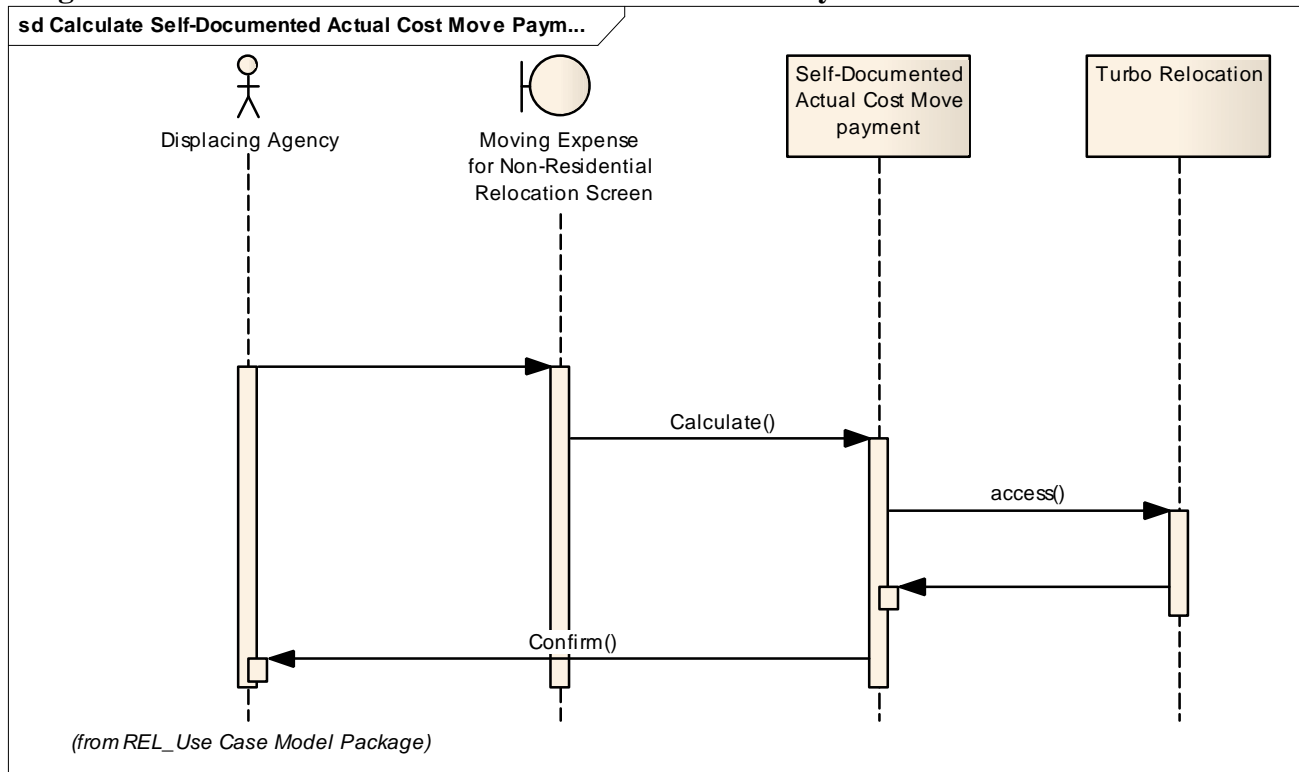 sd Calculate Self-Documented Actual Cost Move Paym...
Displacing Agency
Moving Expense
for Non-Residential
Relocation Screen
Self-Documented
Actual Cost Move
payment
Turbo Relocation
Calculate()
access()
Confirm()
(from REL_Use Case Model Package)